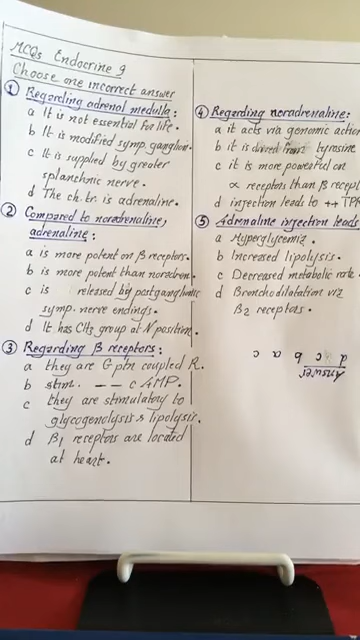 MCQs Endocrine 9
Choose one incorrect answer
① Regarding adrenal medulla:
a It is not essential for life.
b It is modified symp. ganglion.
c It is supplied by greater
splanchnic nerve.
d The ch. tr. is adrenaline.
② Compared to noradrenaline,
adrenaline:
a is more potent on β receptors.
b is more potent than noradren.
c is released by postganglionic
symp. nerve endings.
d It has CH3 group at N position.
③ Regarding β receptors:
a they are G ptn coupled R.
b stim. — — c AMP.
c they are stimulatory to
glycogenolysis & lipolysis.
d β1 receptors are located
at heart.
④ Regarding noradrenaline:
a it acts via genomic action
b it is derived from tyrosine
c it is more powerful on
α receptors than β recept
d injection leads to ++ TPR
⑤ Adrenaline injection leads
a Hyperglycemia.
b Increased lipolysis.
c Decreased metabolic rate.
d Bronchodilatation via
β2 receptors.
Answers
d c b a c